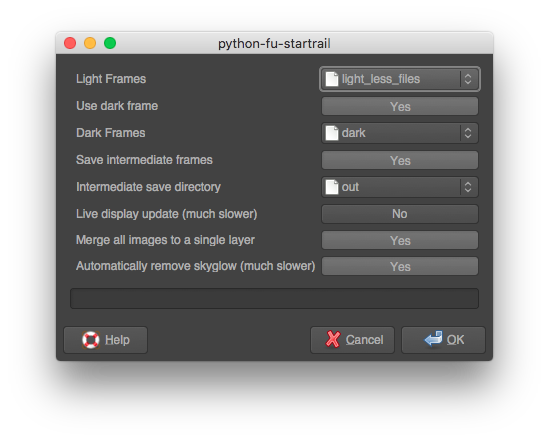 python-fu-startrail
Light Frames light_less_files
Use dark frame Yes
Dark Frames dark
Save intermediate frames Yes
Intermediate save directory out
Live display update (much slower) No
Merge all images to a single layer Yes
Automatically remove skyglow (much slower) Yes
Help Cancel OK